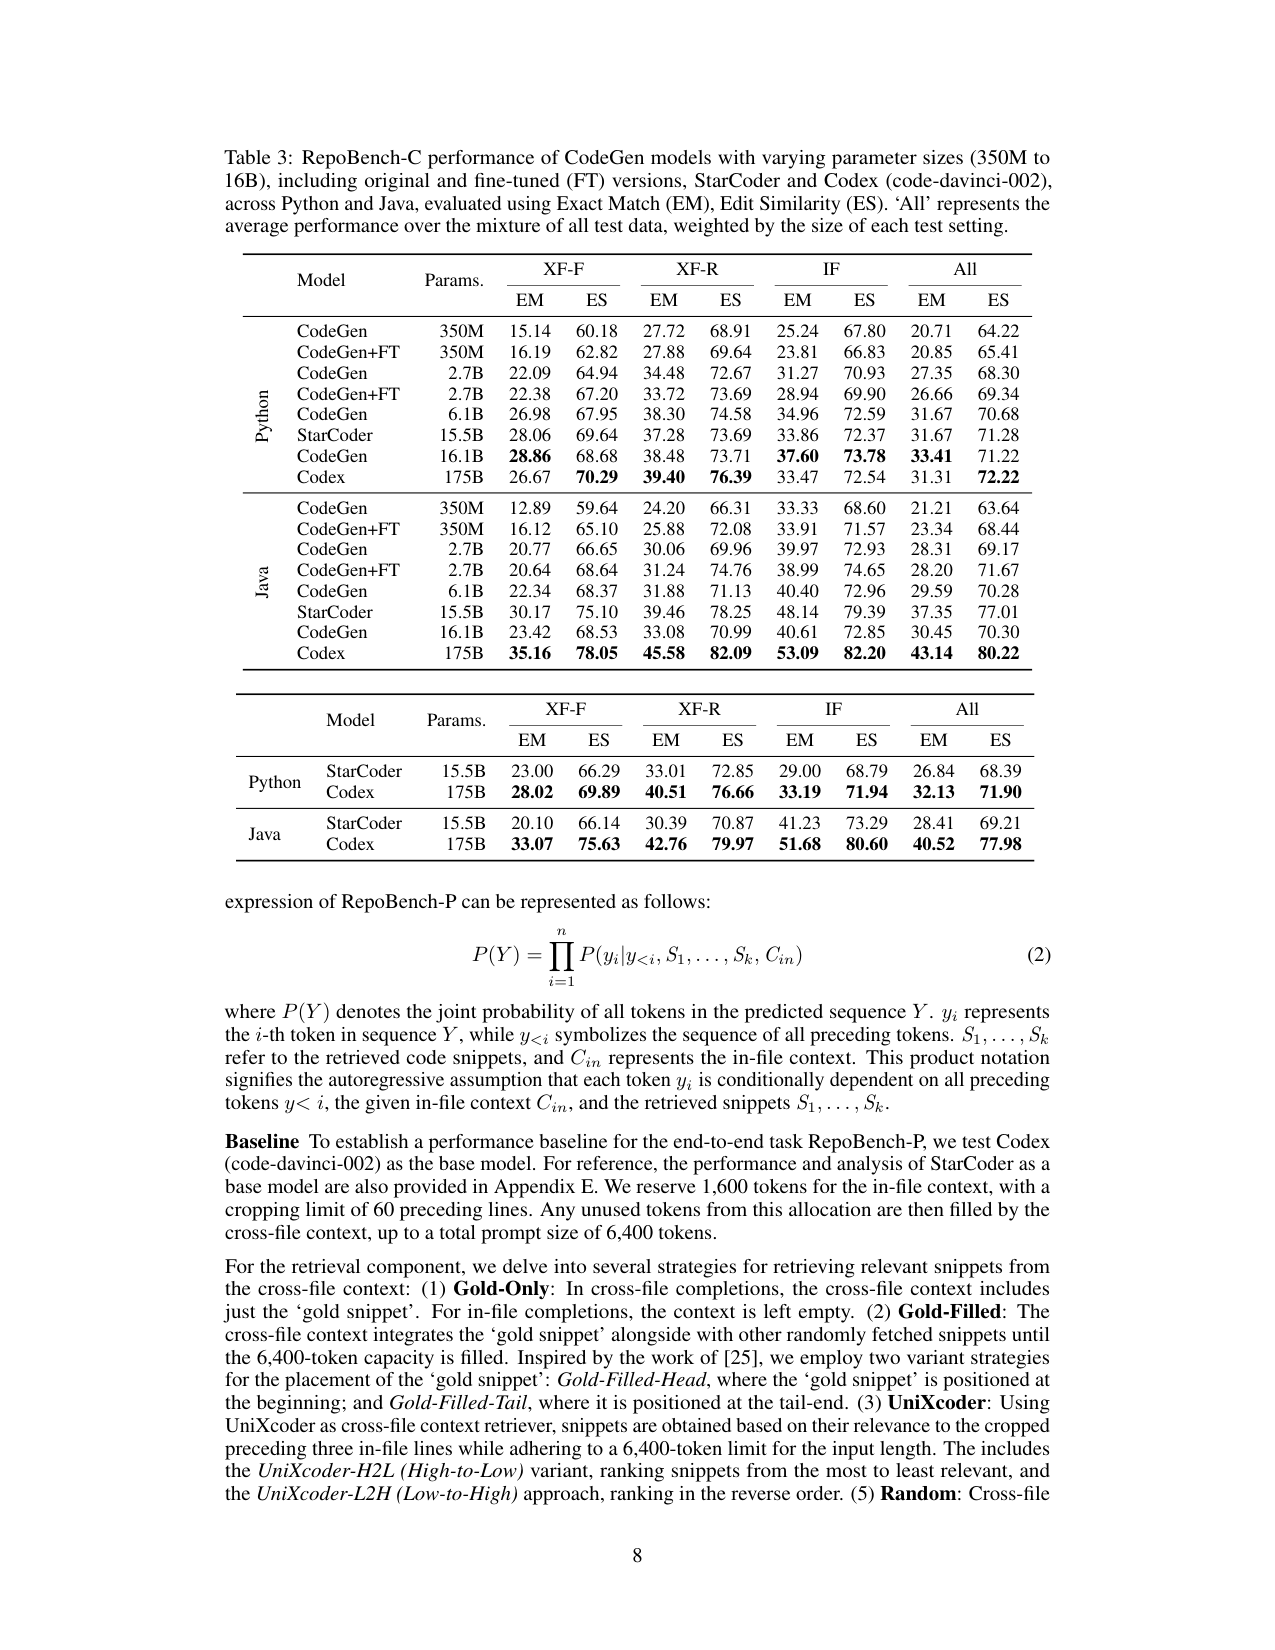 Table 3: RepoBench-C performance of CodeGen models with varying parameter sizes (350M to
16B), including original and fine-tuned (FT) versions, StarCoder and Codex (code-davinci-002),
across Python and Java, evaluated using Exact Match (EM), Edit Similarity (ES). ‘All’ represents the
average performance over the mixture of all test data, weighted by the size of each test setting.
Model Params. XF-F XF-R IF All
EM ES EM ES EM ES EM ES
Python
CodeGen 350M 15.14 60.18 27.72 68.91 25.24 67.80 20.71 64.22
CodeGen+FT 350M 16.19 62.82 27.88 69.64 23.81 66.83 20.85 65.41
CodeGen 2.7B 22.09 64.94 34.48 72.67 31.27 70.93 27.35 68.30
CodeGen+FT 2.7B 22.38 67.20 33.72 73.69 28.94 69.90 26.66 69.34
CodeGen 6.1B 26.98 67.95 38.30 74.58 34.96 72.59 31.67 70.68
StarCoder 15.5B 28.06 69.64 37.28 73.69 33.86 72.37 31.67 71.28
CodeGen 16.1B 28.86 68.68 38.48 73.71 37.60 73.78 33.41 71.22
Codex 175B 26.67 70.29 39.40 76.39 33.47 72.54 31.31 72.22
Java
CodeGen 350M 12.89 59.64 24.20 66.31 33.33 68.60 21.21 63.64
CodeGen+FT 350M 16.12 65.10 25.88 72.08 33.91 71.57 23.34 68.44
CodeGen 2.7B 20.77 66.65 30.06 69.96 39.97 72.93 28.31 69.17
CodeGen+FT 2.7B 20.64 68.64 31.24 74.76 38.99 74.65 28.20 71.67
CodeGen 6.1B 22.34 68.37 31.88 71.13 40.40 72.96 29.59 70.28
StarCoder 15.5B 30.17 75.10 39.46 78.25 48.14 79.39 37.35 77.01
CodeGen 16.1B 23.42 68.53 33.08 70.99 40.61 72.85 30.45 70.30
Codex 175B 35.16 78.05 45.58 82.09 53.09 82.20 43.14 80.22
Model Params. XF-F XF-R IF All
EM ES EM ES EM ES EM ES
Python
StarCoder 15.5B 23.00 66.29 33.01 72.85 29.00 68.79 26.84 68.39
Codex 175B 28.02 69.89 40.51 76.66 33.19 71.94 32.13 71.90
Java
StarCoder 15.5B 20.10 66.14 30.39 70.87 41.23 73.29 28.41 69.21
Codex 175B 33.07 75.63 42.76 79.97 51.68 80.60 40.52 77.98
expression of RepoBench-P can be represented as follows:
P(Y) = ∏_{i=1}^{n} P(y_i|y_{<i}, S_1, . . . , S_k, C_{in}) (2)
where P(Y) denotes the joint probability of all tokens in the predicted sequence Y. y_i represents
the i-th token in sequence Y, while y_{<i} symbolizes the sequence of all preceding tokens. S_1, . . . , S_k
refer to the retrieved code snippets, and C_{in} represents the in-file context. This product notation
signifies the autoregressive assumption that each token y_i is conditionally dependent on all preceding
tokens y< i, the given in-file context C_{in}, and the retrieved snippets S_1, . . . , S_k.
Baseline To establish a performance baseline for the end-to-end task RepoBench-P, we test Codex
(code-davinci-002) as the base model. For reference, the performance and analysis of StarCoder as a
base model are also provided in Appendix E. We reserve 1,600 tokens for the in-file context, with a
cropping limit of 60 preceding lines. Any unused tokens from this allocation are then filled by the
cross-file context, up to a total prompt size of 6,400 tokens.
For the retrieval component, we delve into several strategies for retrieving relevant snippets from
the cross-file context: (1) Gold-Only: In cross-file completions, the cross-file context includes
just the ‘gold snippet’. For in-file completions, the context is left empty. (2) Gold-Filled: The
cross-file context integrates the ‘gold snippet’ alongside with other randomly fetched snippets until
the 6,400-token capacity is filled. Inspired by the work of [25], we employ two variant strategies
for the placement of the ‘gold snippet’: Gold-Filled-Head, where the ‘gold snippet’ is positioned at
the beginning; and Gold-Filled-Tail, where it is positioned at the tail-end. (3) UniXcoder: Using
UniXcoder as cross-file context retriever, snippets are obtained based on their relevance to the cropped
preceding three in-file lines while adhering to a 6,400-token limit for the input length. The includes
the UniXcoder-H2L (High-to-Low) variant, ranking snippets from the most to least relevant, and
the UniXcoder-L2H (Low-to-High) approach, ranking in the reverse order. (5) Random: Cross-file
8